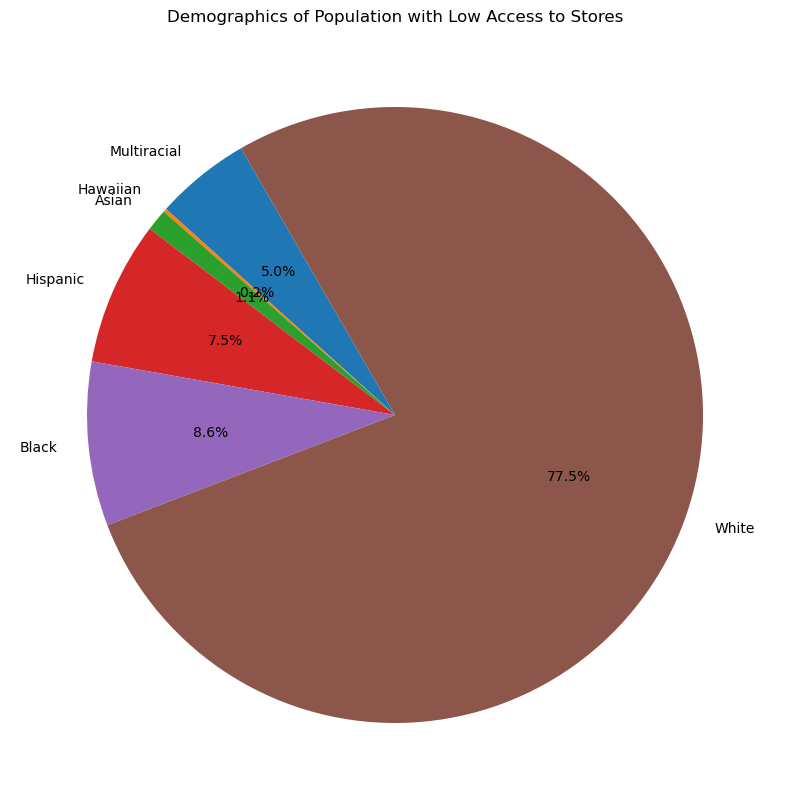 Demographics of Population with Low Access to Stores
Multiracial
Hawaiian
Asian
Hispanic
Black
White
5.0%
0.2%
1.1%
7.5%
8.6%
77.5%